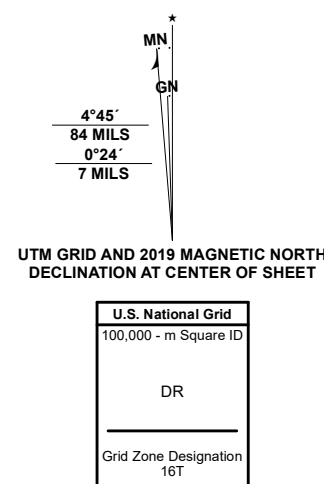 ★
MN
GN
4°45´
84 MILS
0°24´
7 MILS
UTM GRID AND 2019 MAGNETIC NORTH
DECLINATION AT CENTER OF SHEET
U.S. National Grid
100,000 - m Square ID
DR
Grid Zone Designation
16T